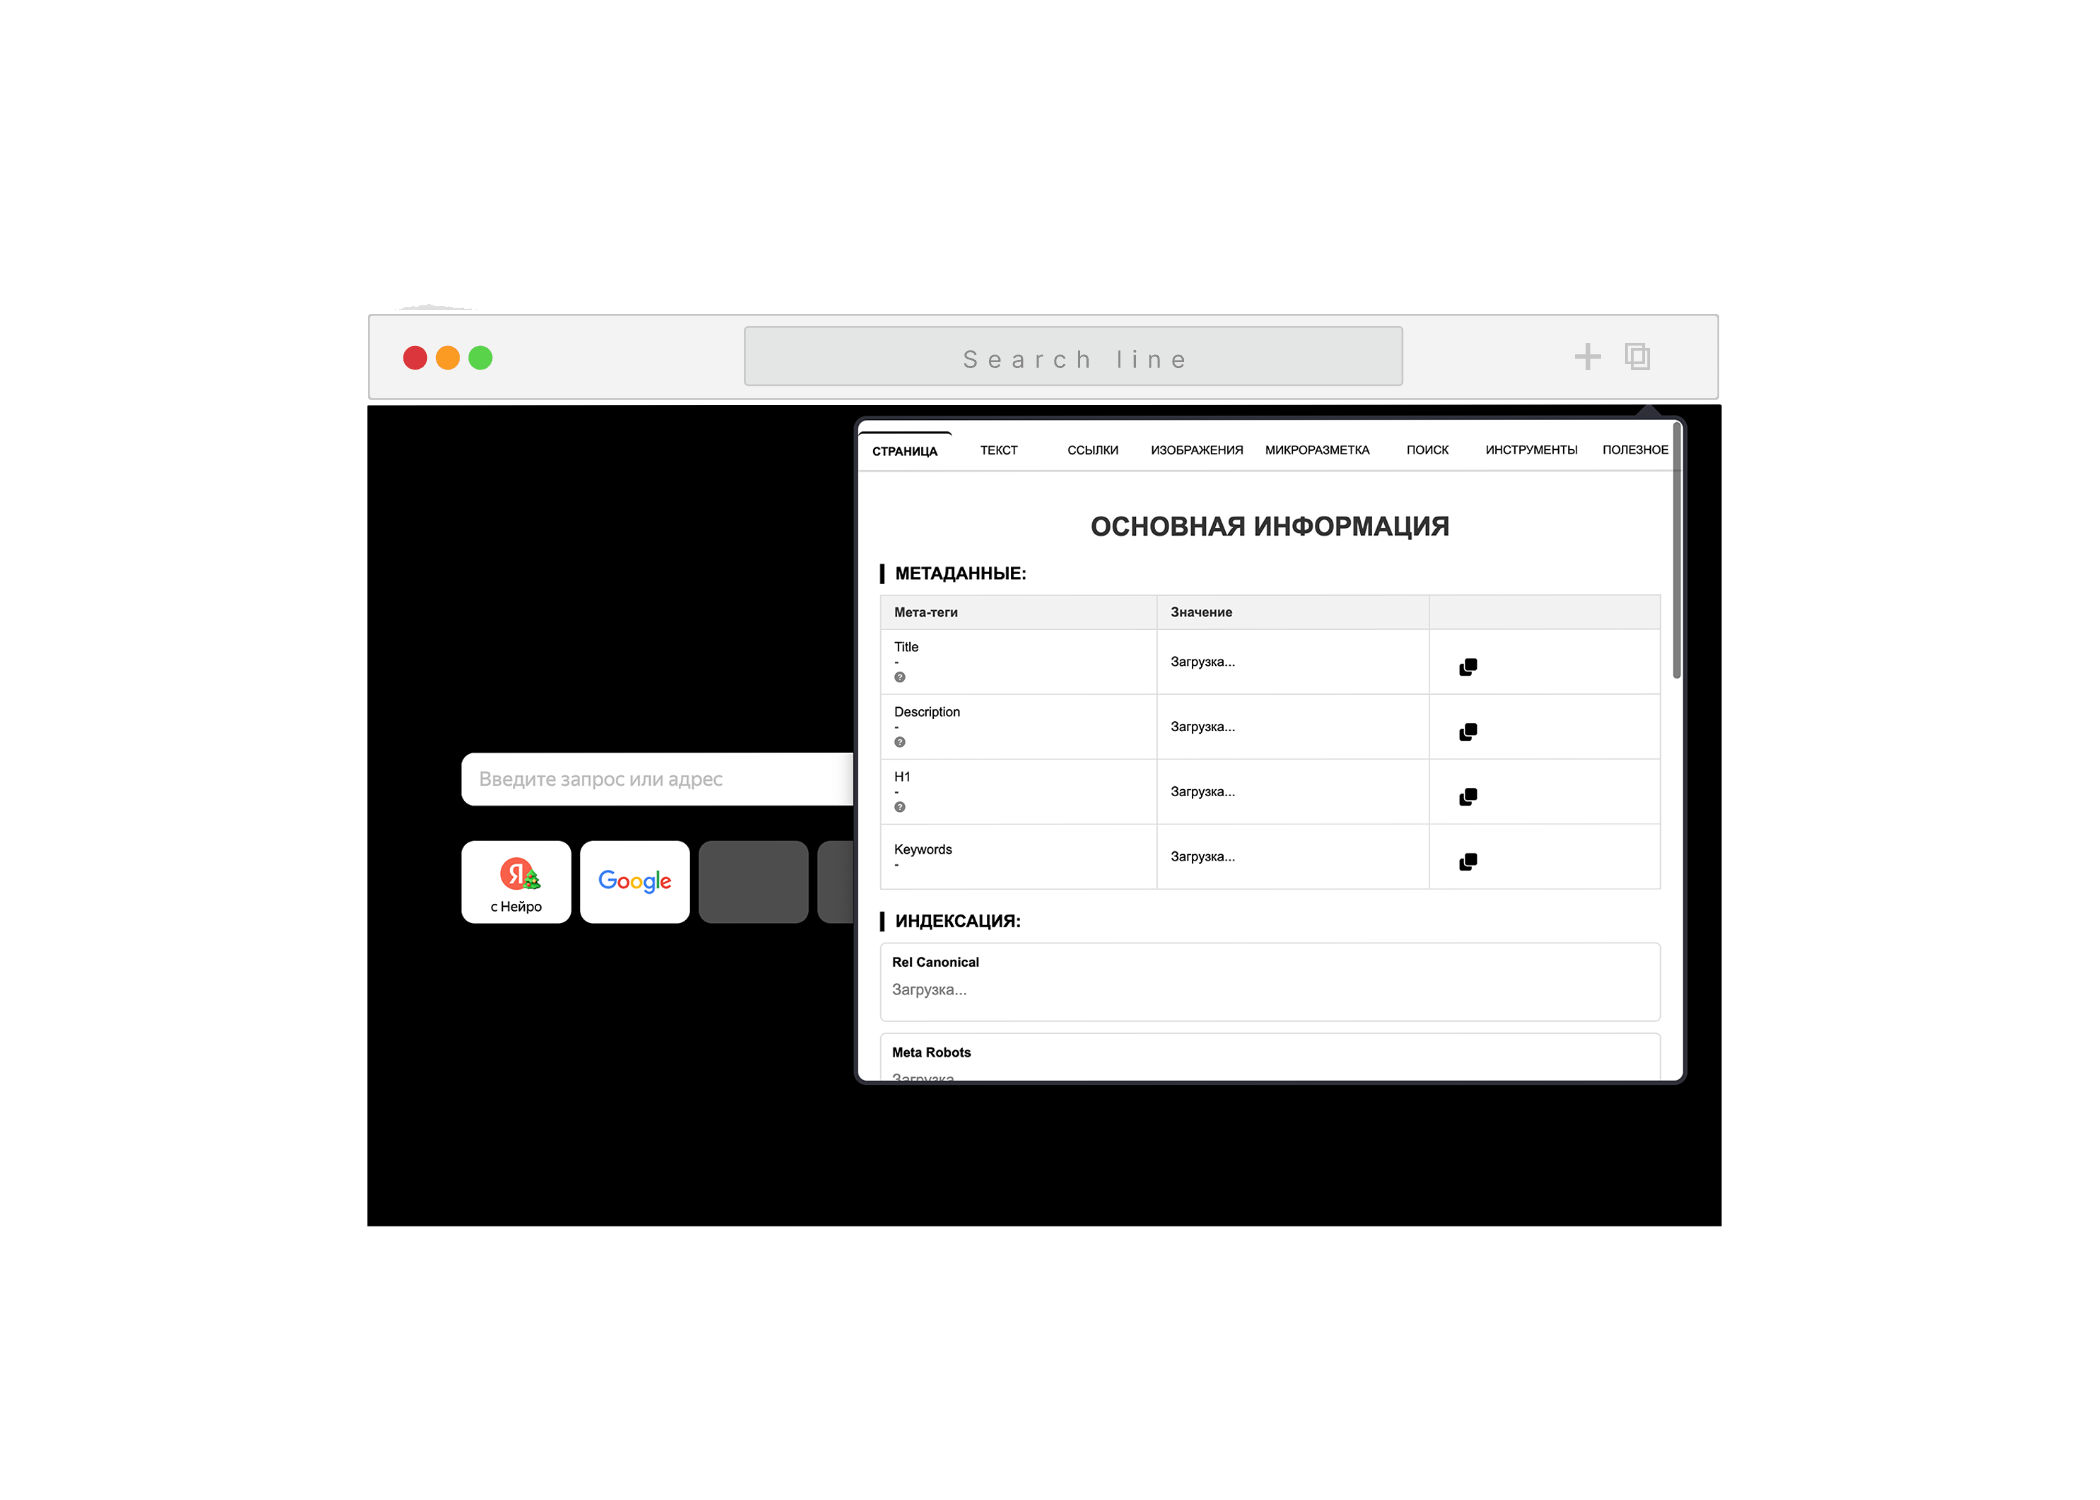 Search line
СТРАНИЦА ТЕКСТ ССЫЛКИ ИЗОБРАЖЕНИЯ МИКРОРАЗМЕТКА ПОИСК ИНСТРУМЕНТЫ ПОЛЕЗНОЕ
ОСНОВНАЯ ИНФОРМАЦИЯ
МЕТАДАННЫЕ:
Мета-теги Значение
Title
-
?
Загрузка...
Description
-
?
Загрузка...
H1
-
?
Загрузка...
Keywords
-
Загрузка...
ИНДЕКСАЦИЯ:
Rel Canonical
Загрузка...
Meta Robots
Загрузка
Введите запрос или адрес
Я
с Нейро
Google